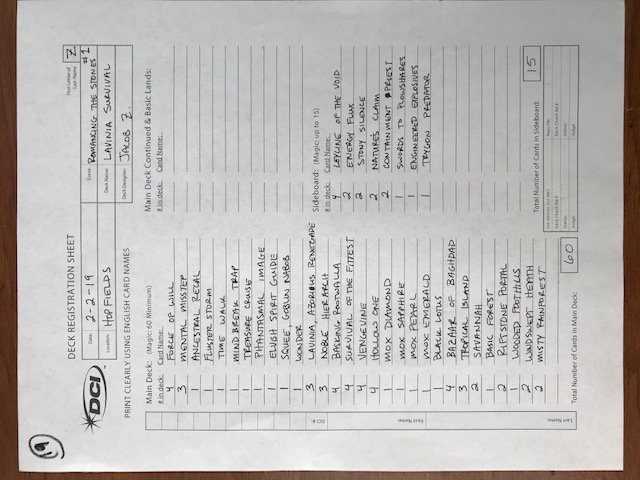 19
DECK REGISTRATION SHEET
First Letter of Last Name Z
DCI
Date: 2-2-19
Event: ROMANCING THE STONES #1
Location: HOPFIELDS
Deck Name: LAVINIA SURVIVAL
Deck Designer: JACOB Z.
PRINT CLEARLY USING ENGLISH CARD NAMES
Main Deck: (Magic: 60 Minimum)
# in deck: Card Name:
4 FORCE OF WILL
3 MENTAL MISSTEP
1 ANCESTRAL RECAL
1 FLUSTER STORM
1 TIME WALK
1 MIND BREAK TRAP
1 TREASURE CRUISE
1 PHANTASMAL IMAGE
1 ELVISH SPIRIT GUIDE
1 SQUEE, GOBLIN NABOB
1 WONDER
3 LAVINIA, AZORIOUS RENEGADE
3 NOBLE HIERARCH
4 BASKING ROOTWALLA
4 SURVIVAL OF THE FITTEST
4 VENGEVINE
4 HOLLOW ONE
1 MOX DIAMOND
1 MOX SAPPHIRE
1 MOX PEARL
1 MOX EMERALD
1 BLACK LOTUS
4 BAZAAR OF BAGHDAD
3 TROPICAL ISLAND
2 SAVANNAH
1 BASIC FOREST
2 RIFTSTONE PORTAL
1 WOODED FOOTHILLS
2 WINDSWEPT HEATH
2 MISTY RAINFOREST
Total Number of Cards in Main Deck: 60
Main Deck Continued & Basic Lands:
# in deck: Card Name:
Sideboard: (Magic: up to 15)
# in deck: Card Name:
4 LEYLINE OF THE VOID
2 ENERGY FLUX
2 STONY SILENCE
2 NATURE'S CLAIM
2 CONTAINMENT PRIEST
1 SWORDS TO PLOWSHARES
1 ENGINEERED EXPLOSIVES
1 TRYGON PREDATOR
Total Number of Cards in Sideboard: 15
FOR OFFICIAL USE ONLY
Main/SB:
Deck Check Rd #:
Deck Check Rd #:
Status:
Status:
Judge:
Judge:
DCI #:
First Name:
Last Name: